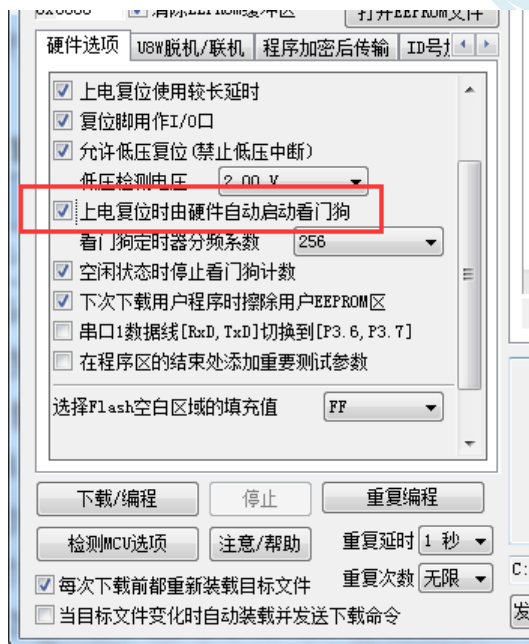 清除EEPROM缓冲区 打开EEPROM文件
硬件选项 U8W脱机/联机 程序加密后传输
上电复位使用较长延时
复位脚用作I/O口
允许低压复位(禁止低压中断)
低压检测电压 2.00 V
上电复位时由硬件自动启动看门狗
看门狗定时器分频系数 256
空闲状态时停止看门狗计数
下次下载用户程序时擦除用户EEPROM区
串口1数据线[RxD,TxD]切换到[P3.6,P3.7]
在程序区的结束处添加重要测试参数
选择Flash空白区域的填充值 FF
下载/编程 停止 重复编程
检测MCU选项 注意/帮助 重复延时 1 秒
每次下载前都重新装载目标文件 重复次数 无限
当目标文件变化时自动装载并发送下载命令
C:
发